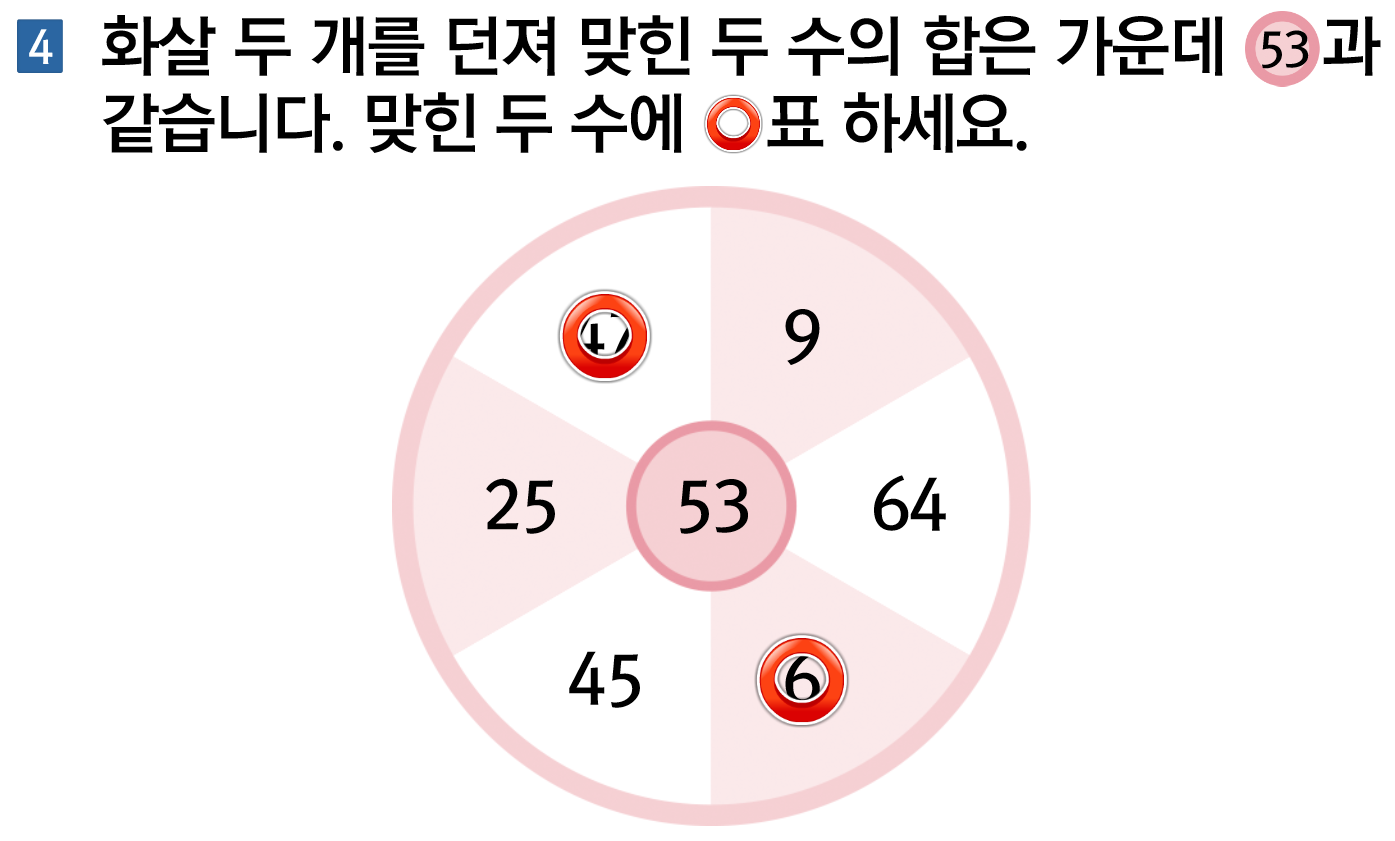 4 화살 두 개를 던져 맞힌 두 수의 합은 가운데 53과
같습니다. 맞힌 두 수에 ○표 하세요.
47 9
25 53 64
45 6